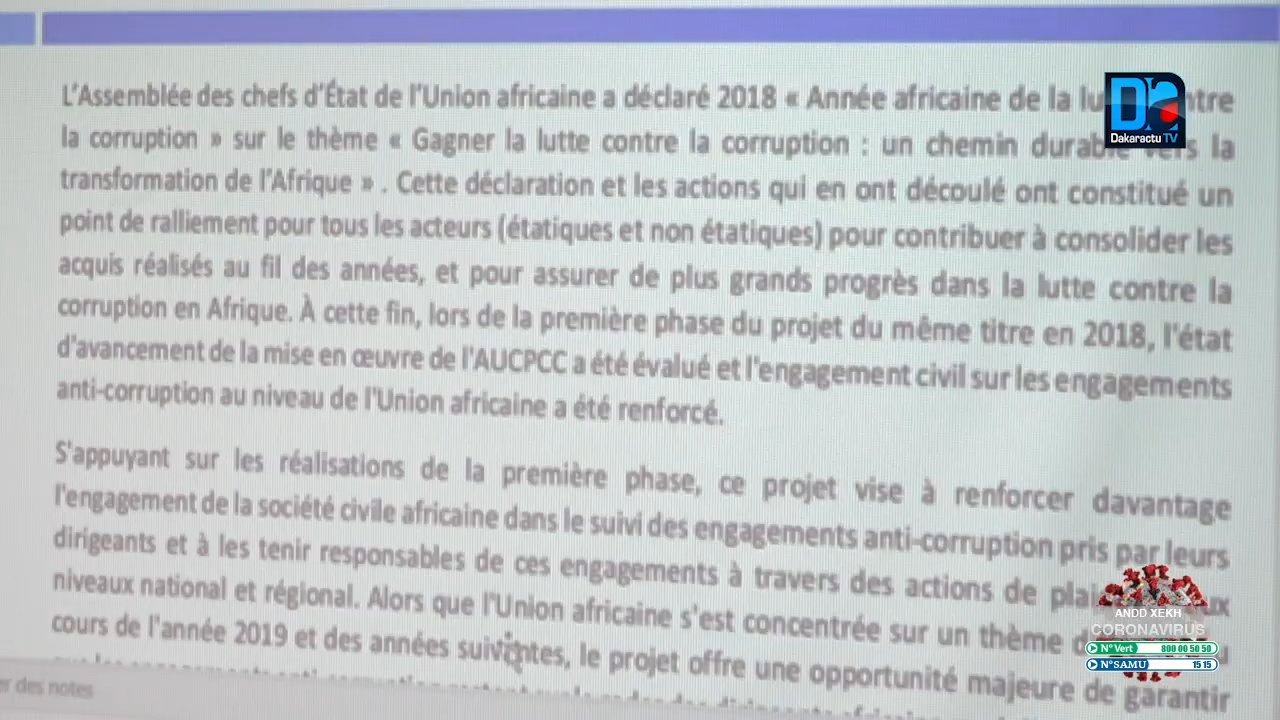 L'Assemblée des chefs d'État de l'Union africaine a déclaré 2018 « Année africaine de la
la corruption » sur le thème « Gagner la lutte contre la corruption : un chemin durable vers la
transformation de l'Afrique » . Cette déclaration et les actions qui en ont découlé ont constitué un
point de ralliement pour tous les acteurs (étatiques et non étatiques) pour contribuer à consolider les
acquis réalisés au fil des années, et pour assurer de plus grands progrès dans la lutte contre la
corruption en Afrique. À cette fin, lors de la première phase du projet du même titre en 2018, l'état
d'avancement de la mise en œuvre de l'AUCPCC a été évalué et l'engagement civil sur les engagements
anti-corruption au niveau de l'Union africaine a été renforcé.
S'appuyant sur les réalisations de la première phase, ce projet vise à renforcer davantage
l'engagement de la société civile africaine dans le suivi des engagements anti-corruption pris par leurs
dirigeants et à les tenir responsables de ces engagements à travers des actions de
niveaux national et régional. Alors que l'Union africaine s'est concentrée sur un thème
cours de l'année 2019 et des années suivantes, le projet offre une opportunité majeure de garantir
der des notes
Dakaractu TV
ANDD XEKH
CORONAVIRUS
N° Vert 800 00 50 50
N° SAMU 15 15